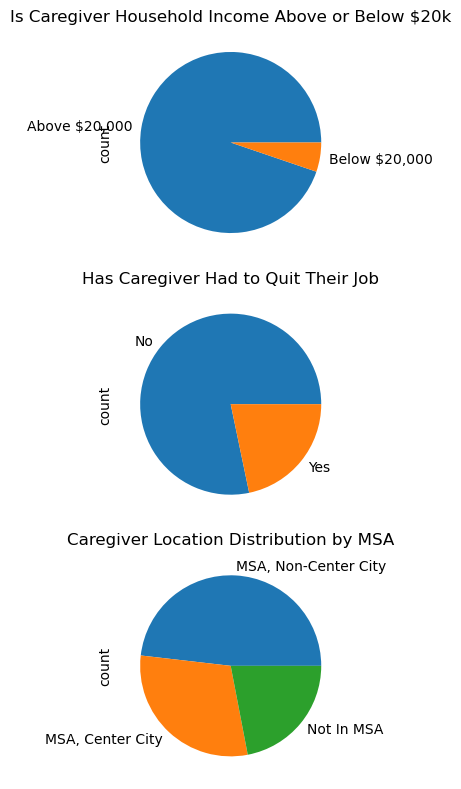 Is Caregiver Household Income Above or Below $20k
Above $20,000
count
Below $20,000
Has Caregiver Had to Quit Their Job
No
count
Yes
Caregiver Location Distribution by MSA
MSA, Non-Center City
count
MSA, Center City
Not In MSA